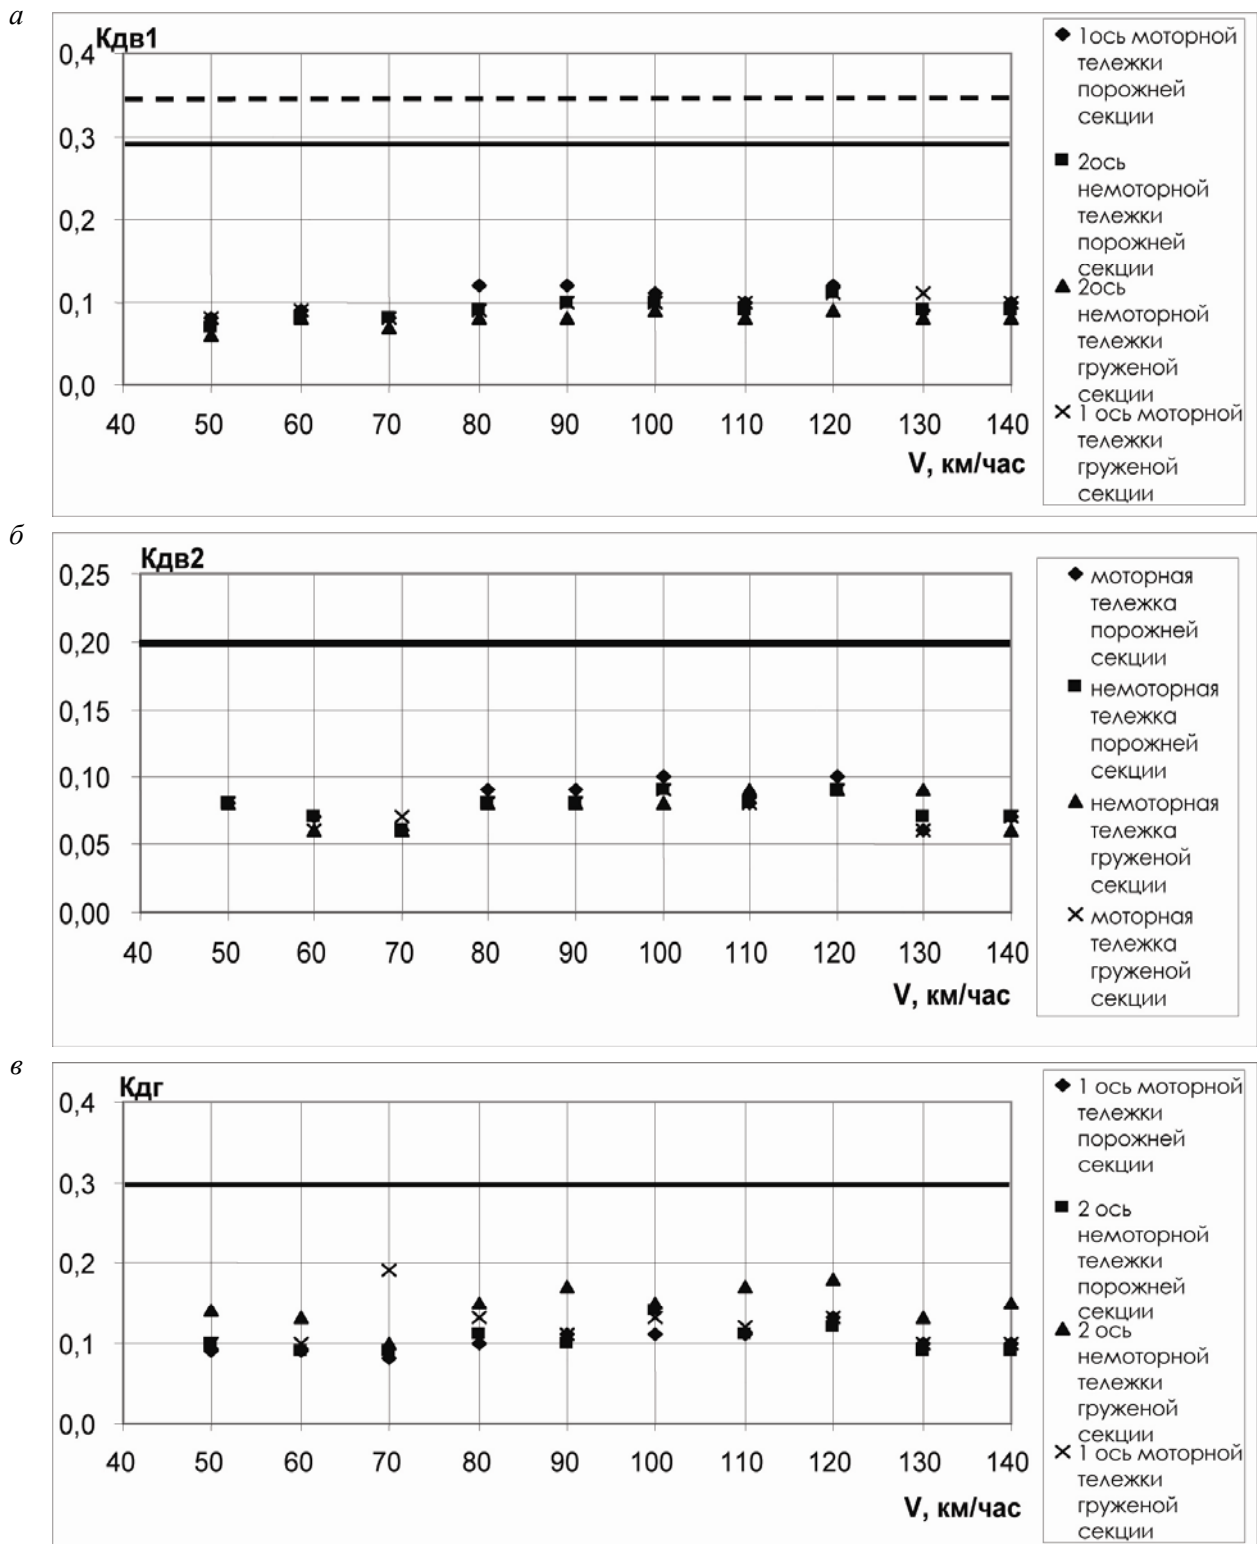 а
Кдв1
0,4
0,3
0,2
0,1
0,0
40 50 60 70 80 90 100 110 120 130 140
V, км/час
1ось моторной
тележки
порожней
секции
2ось
немоторной
тележки
порожней
секции
2ось
немоторной
тележки
груженой
секции
1 ось моторной
тележки
груженой
секции
б
Кдв2
0,25
0,20
0,15
0,10
0,05
0,00
40 50 60 70 80 90 100 110 120 130 140
V, км/час
моторная
тележка
порожней
секции
немоторная
тележка
порожней
секции
немоторная
тележка
груженой
секции
моторная
тележка
груженой
секции
в
Кдг
0,4
0,3
0,2
0,1
0,0
40 50 60 70 80 90 100 110 120 130 140
V, км/час
1 ось моторной
тележки
порожней
секции
2 ось
немоторной
тележки
порожней
секции
2 ось
немоторной
тележки
груженой
секции
1 ось моторной
тележки
груженой
секции